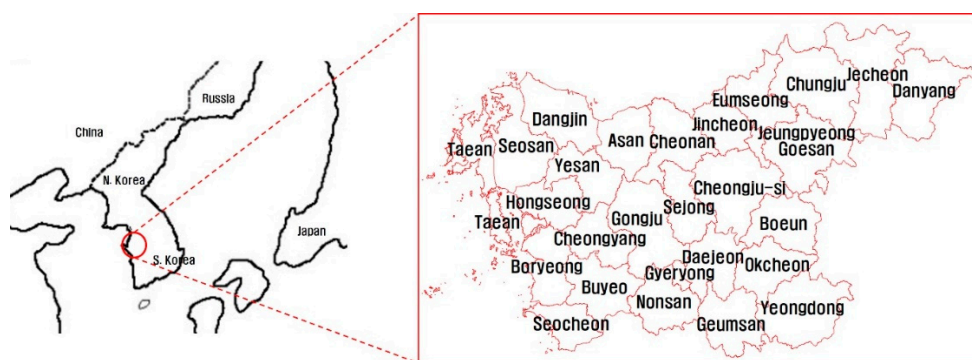 Russia
China
N. Korea
Japan
S. Korea
Jecheon
Chungju
Danyang
Eumseong
Dangjin
Jincheon
Jeungpyeong
Taean
Seosan
Asan
Cheonan
Goesan
Yesan
Cheongju-si
Hongseong
Sejong
Taean
Gongju
Boeun
Cheongyang
Daejeon
Boryeong
Gyeryong
Okcheon
Buyeo
Nonsan
Yeongdong
Seocheon
Geumsan